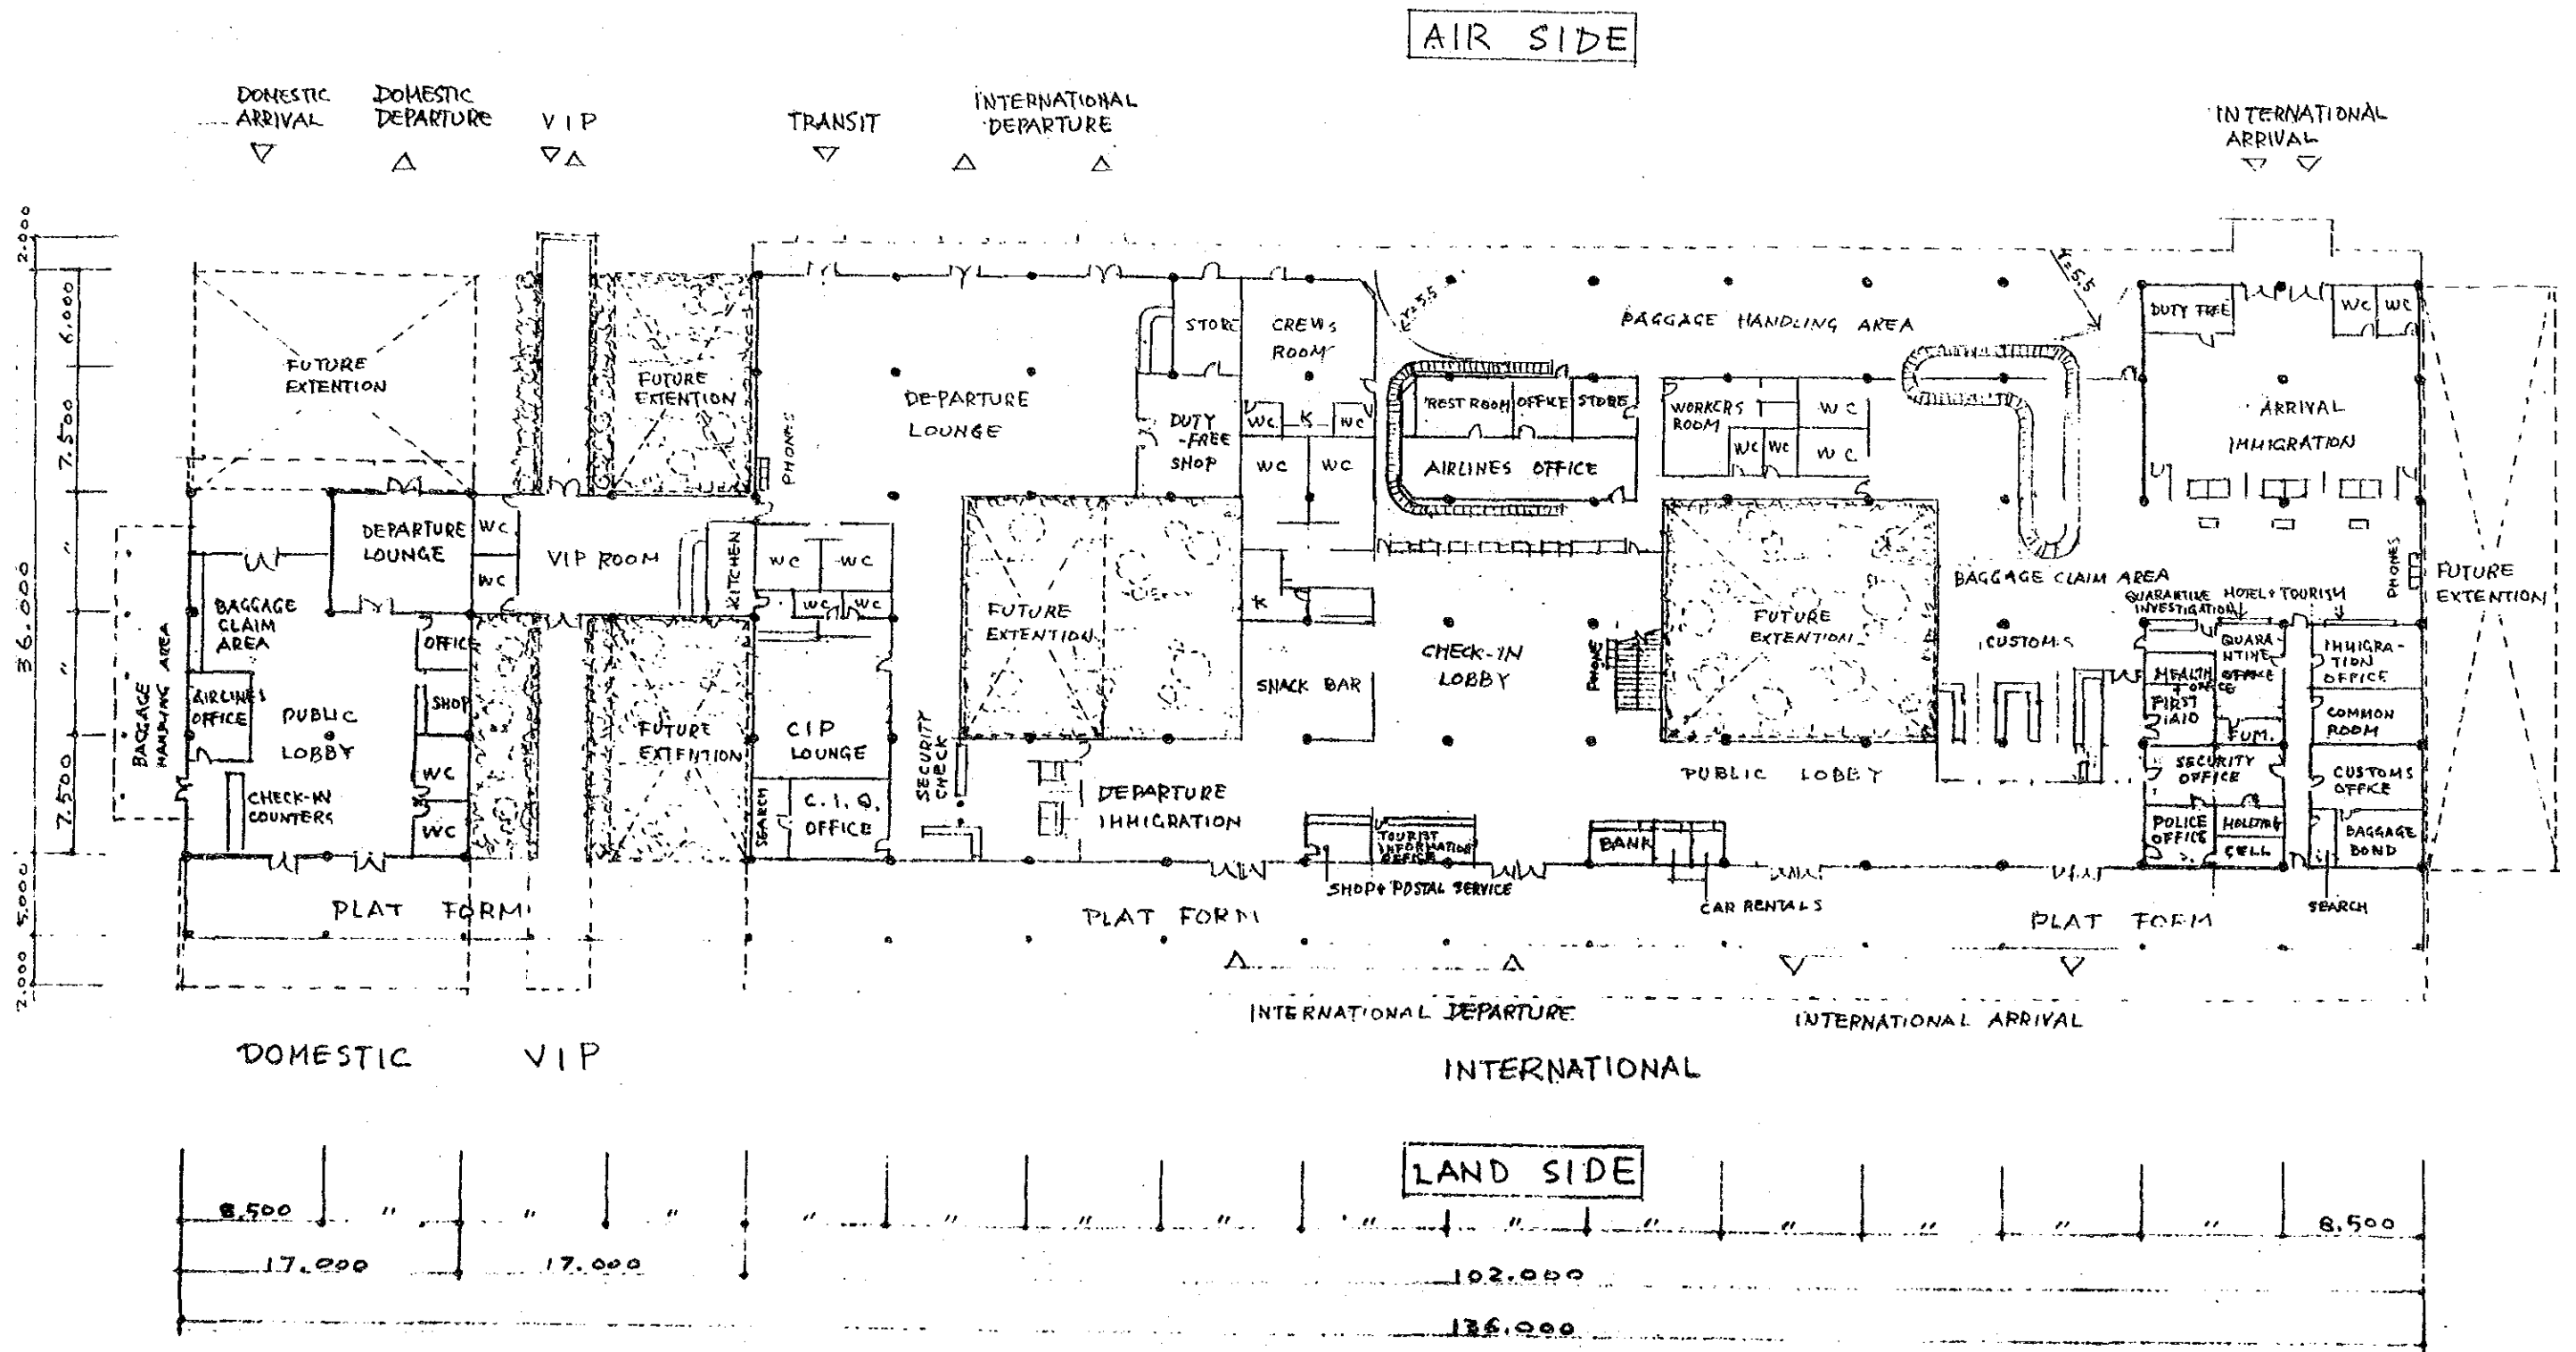 AIR SIDE
DOMESTIC
ARRIVAL
DOMESTIC
DEPARTURE
VIP
TRANSIT
INTERNATIONAL
DEPARTURE
INTERNATIONAL
ARRIVAL
2.000
6.000
7.500
"
36.000
"
7.500
5.000
2.000
FUTURE
EXTENTION
FUTURE
EXTENTION
PHONES
DEPARTURE
LOUNGE
STORE
CREWS
ROOM
DUTY
-FREE
SHOP
WC
K
WC
WC
WC
r=5.5
BAGGAGE HANDLING AREA
r=5.5
REST ROOM
OFFICE
STORE
AIRLINES OFFICE
WORKERS
ROOM
WC
WC
WC
WC
DUTY FREE
WC
WC
ARRIVAL
IMMIGRATION
DEPARTURE
LOUNGE
WC
WC
VIP ROOM
KITCHEN
WC
WC
WC
WC
BAGGAGE
CLAIM
AREA
BAGGAGE
HANDLING AREA
AIRLINES
OFFICE
PUBLIC
LOBBY
OFFICE
SHOP
WC
WC
CHECK-IN
COUNTERS
FUTURE
EXTENTION
CIP
LOUNGE
SEARCH
C.I.Q.
OFFICE
SECURITY
CHECK
FUTURE
EXTENTION
DEPARTURE
IMMIGRATION
K
SNACK BAR
CHECK-IN
LOBBY
PHONE
FUTURE
EXTENTION
PUBLIC LOBBY
BAGGAGE CLAIM AREA
CUSTOMS
PHONES
FUTURE
EXTENTION
QUARANTINE
INVESTIGATION
HOTEL & TOURISM
QUARA-
NTINE
OFFICE
IMMIGRA-
TION
OFFICE
HEALTH
OFFICE
FIRST
AID
FUM.
COMMON
ROOM
SECURITY
OFFICE
CUSTOMS
OFFICE
POLICE
OFFICE
HOLDING
CELL
BAGGAGE
BOND
SEARCH
TOURIST
INFORMATION
OFFICE
SHOP & POSTAL SERVICE
BANK
CAR RENTALS
PLAT FORM
PLAT FORM
PLAT FORM
INTERNATIONAL DEPARTURE
INTERNATIONAL ARRIVAL
DOMESTIC
VIP
INTERNATIONAL
LAND SIDE
8.500 " " " " " " " " " " " " " " 8.500
17.000
17.000
102.000
136.000